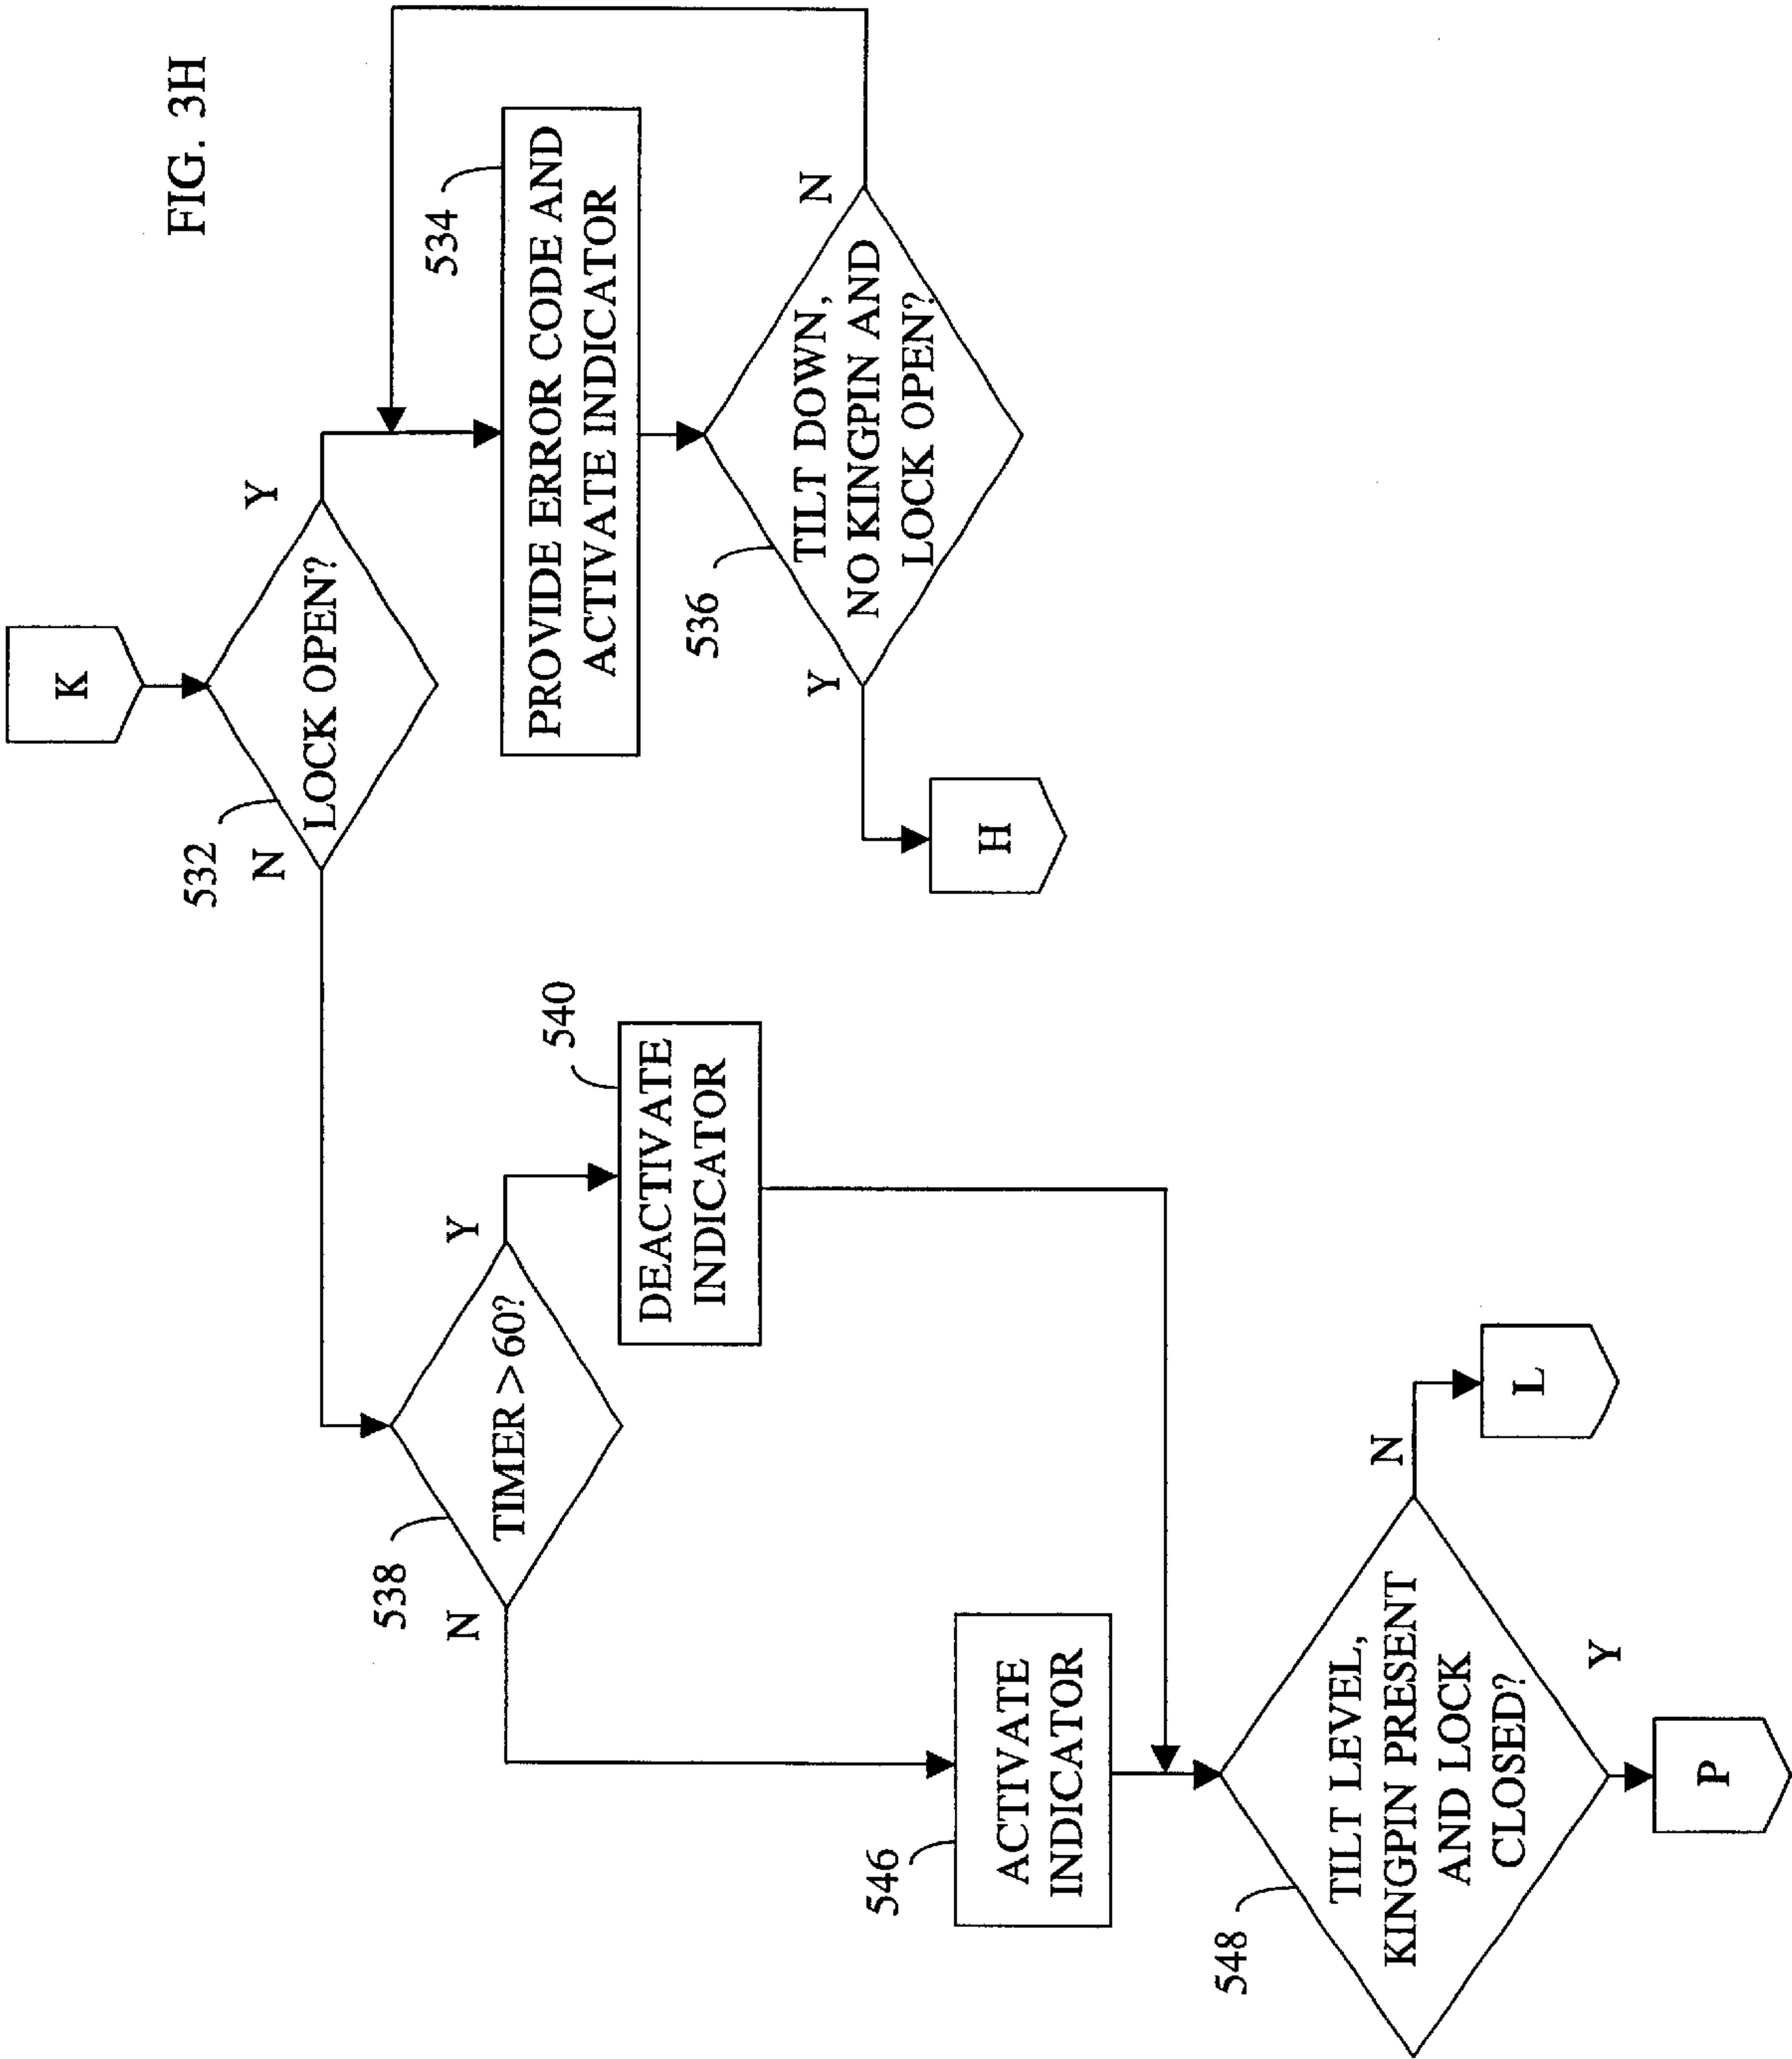 FIG. 3H
K
532
LOCK OPEN?
N
Y
534
PROVIDE ERROR CODE AND
ACTIVATE INDICATOR
536
TILT DOWN,
NO KINGPIN AND
LOCK OPEN?
Y
N
H
538
TIMER > 60?
N
Y
540
DEACTIVATE
INDICATOR
546
ACTIVATE
INDICATOR
548
TILT LEVEL,
KINGPIN PRESENT
AND LOCK
CLOSED?
N
Y
L
P